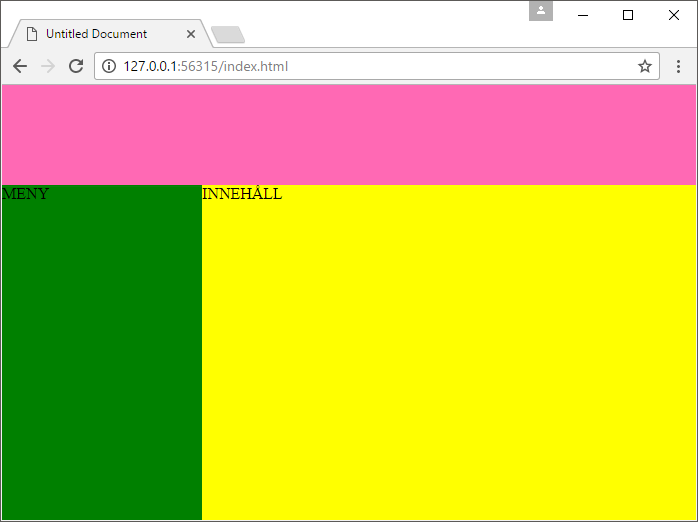 Untitled Document
127.0.0.1:56315/index.html
MENY
INNEHÅLL